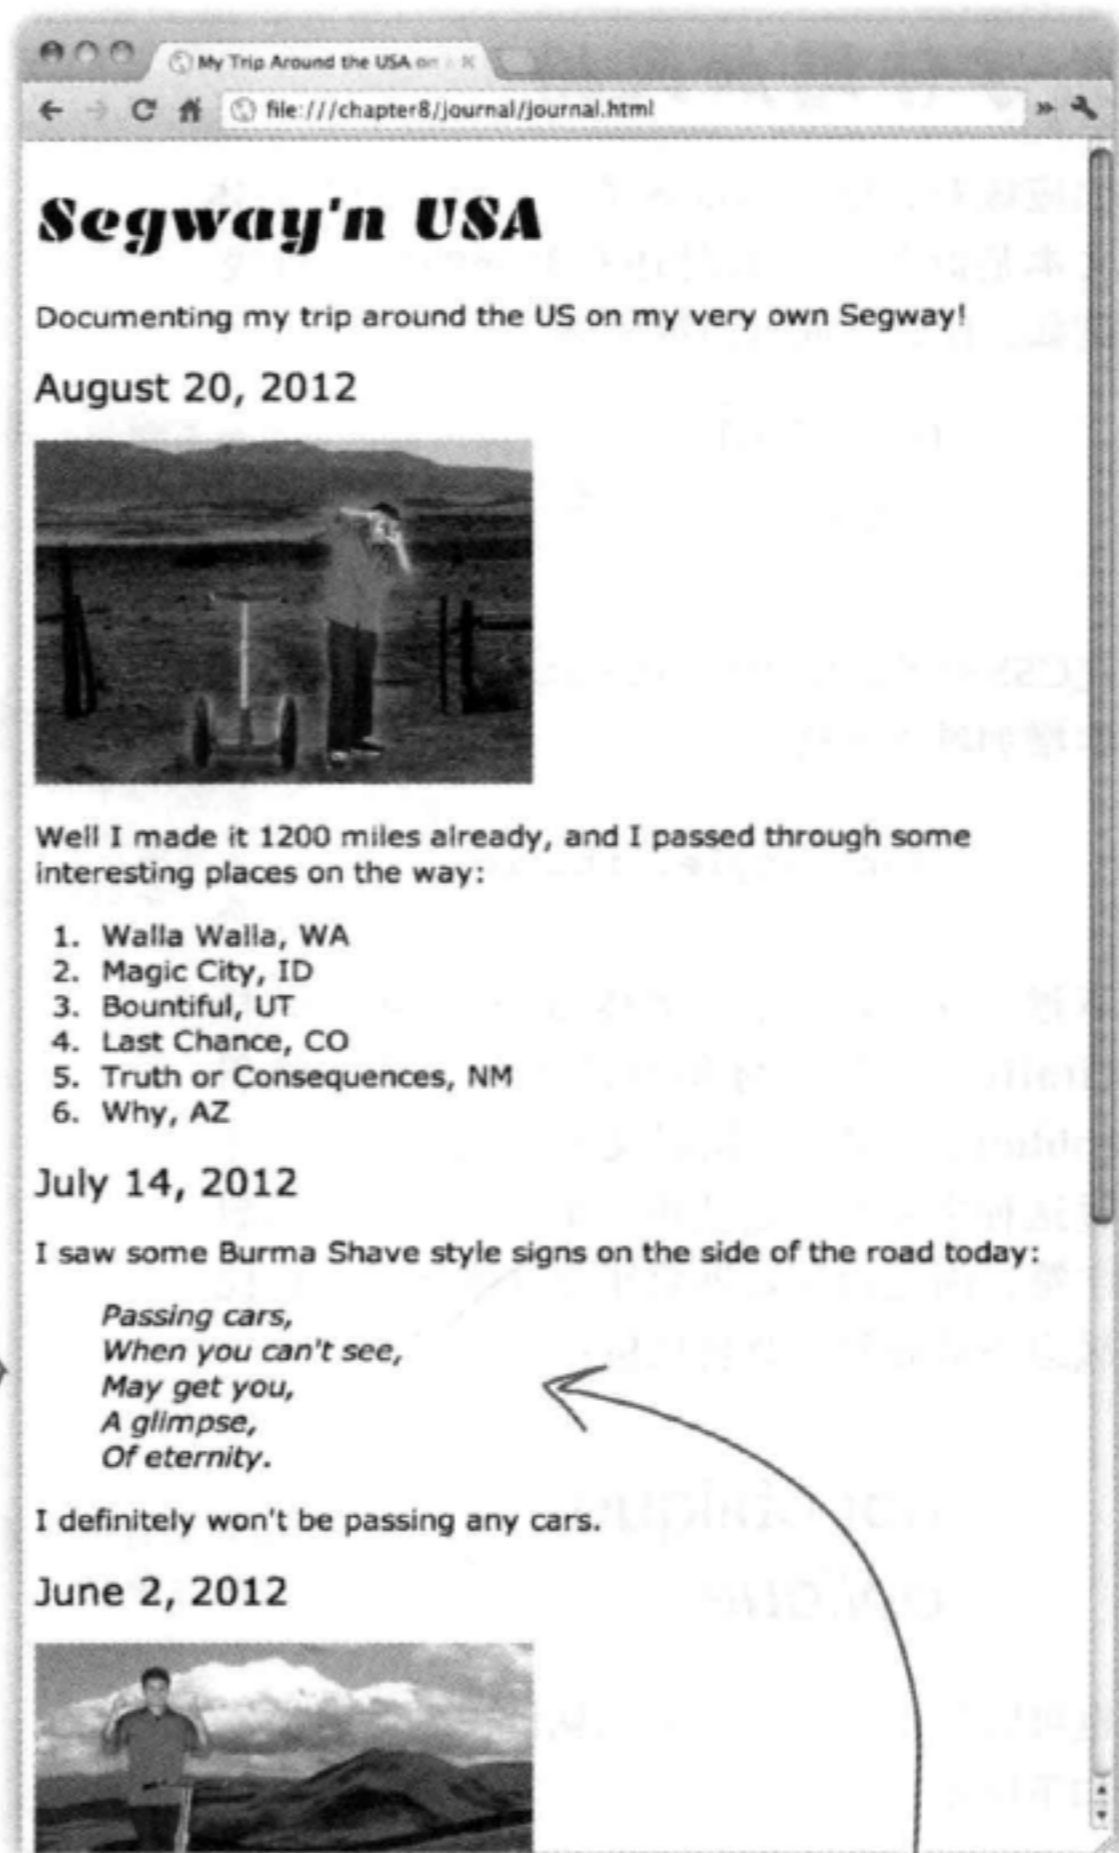 My Trip Around the USA on
file:///chapter8/journal/journal.html
Segway'n USA
Documenting my trip around the US on my very own Segway!
August 20, 2012
Well I made it 1200 miles already, and I passed through some
interesting places on the way:
1. Walla Walla, WA
2. Magic City, ID
3. Bountiful, UT
4. Last Chance, CO
5. Truth or Consequences, NM
6. Why, AZ
July 14, 2012
I saw some Burma Shave style signs on the side of the road today:
Passing cars,
When you can't see,
May get you,
A glimpse,
Of eternity.
I definitely won't be passing any cars.
June 2, 2012